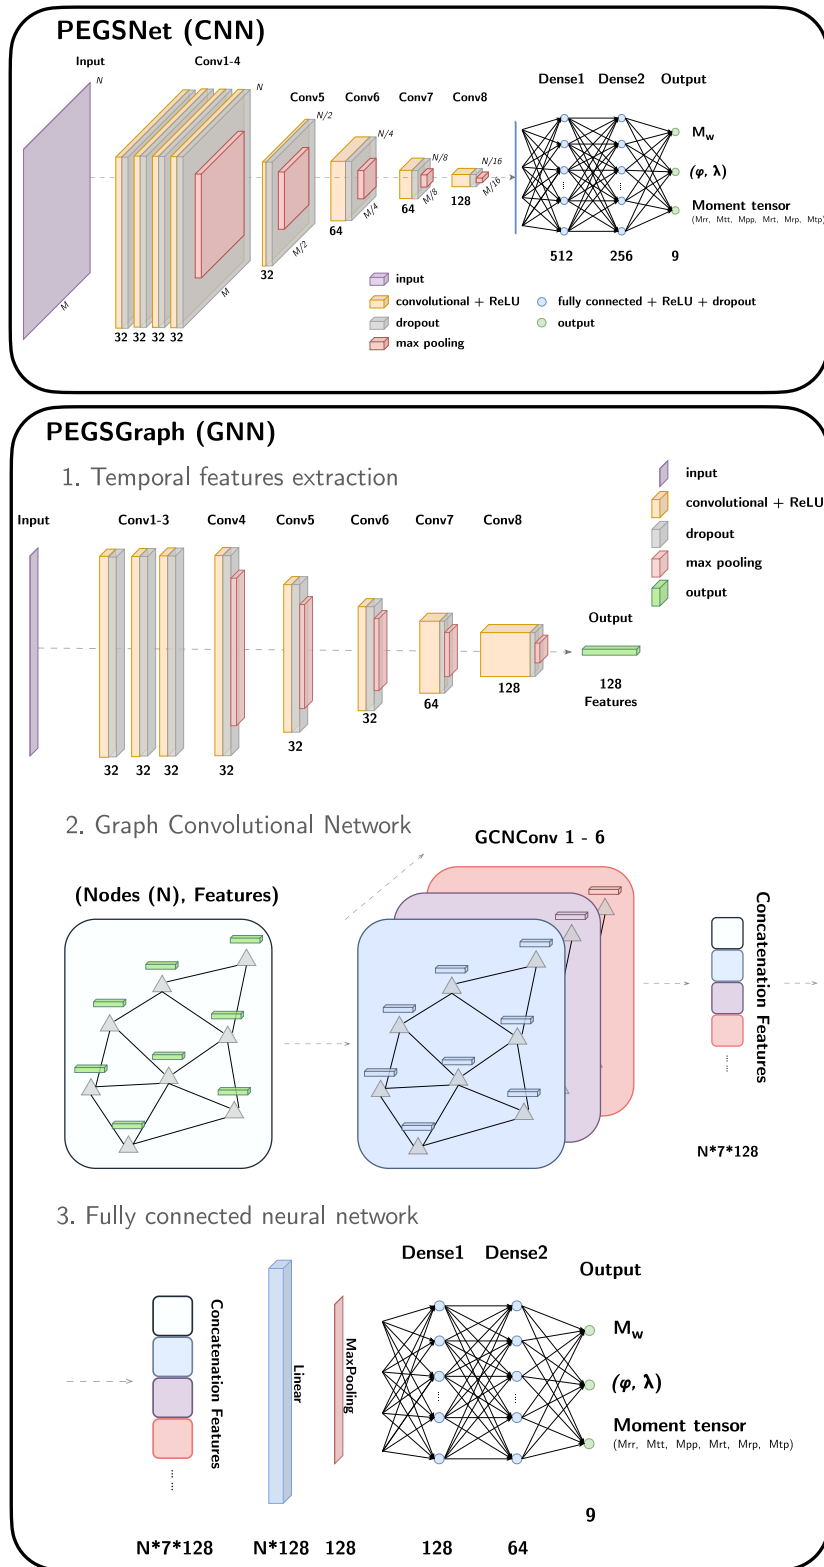 PEGSNet (CNN)
Input
Conv1-4
Conv5
Conv6
Conv7
Conv8
Dense1
Dense2
Output
N
N
N/2
N/4
N/8
N/16
M
M
M/2
M/4
M/8
M/16
32
32
32
32
32
64
64
128
M_w
(φ, λ)
Moment tensor
(Mrr, Mtt, Mpp, Mrt, Mrp, Mtp)
512
256
9
input
convolutional + ReLU
dropout
max pooling
fully connected + ReLU + dropout
output
PEGSGraph (GNN)
1. Temporal features extraction
input
convolutional + ReLU
dropout
max pooling
output
Input
Conv1-3
Conv4
Conv5
Conv6
Conv7
Conv8
Output
32
32
32
32
32
32
64
128
128
Features
2. Graph Convolutional Network
GCNConv 1 - 6
(Nodes (N), Features)
Concatenation Features
N*7*128
3. Fully connected neural network
Dense1
Dense2
Output
Concatenation Features
Linear
MaxPooling
M_w
(φ, λ)
Moment tensor
(Mrr, Mtt, Mpp, Mrt, Mrp, Mtp)
9
N*7*128
N*128
128
128
64